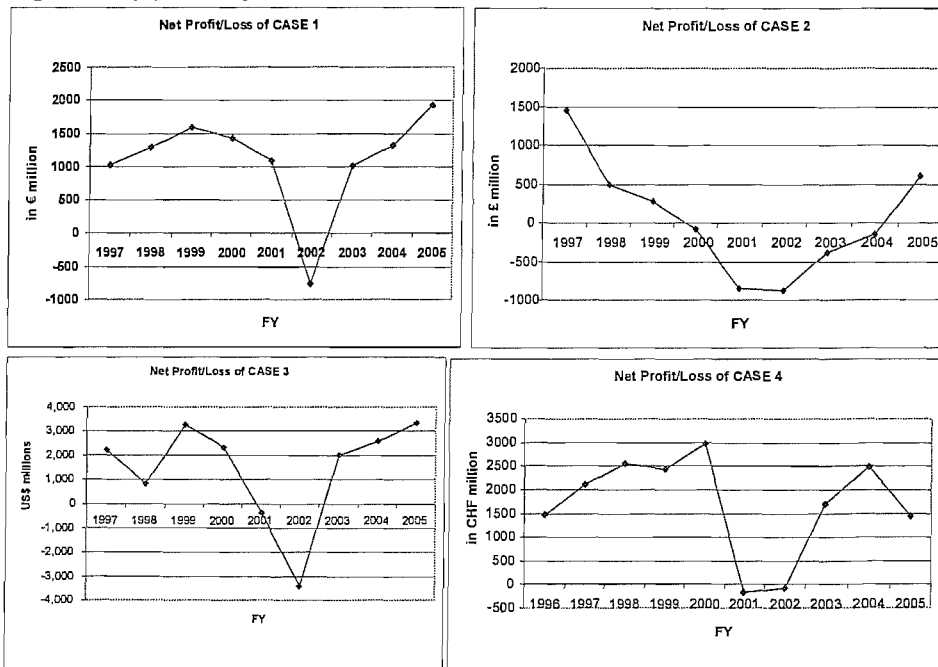 Net Profit/Loss of CASE 1
2500
2000
1500
1000
500
0
-500
-1000
in € million
1997 1998 1999 2000 2001 2002 2003 2004 2005
FY
Net Profit/Loss of CASE 2
2000
1500
1000
500
0
-500
-1000
in £ million
1997 1998 1999 2000 2001 2002 2003 2004 2005
FY
Net Profit/Loss of CASE 3
4,000
3,000
2,000
1,000
0
-1,000
-2,000
-3,000
-4,000
US$ millions
1997 1998 1999 2000 2001 2002 2003 2004 2005
FY
Net Profit/Loss of CASE 4
3500
3000
2500
2000
1500
1000
500
0
-500
in CHF million
1996 1997 1998 1999 2000 2001 2002 2003 2004 2005
FY